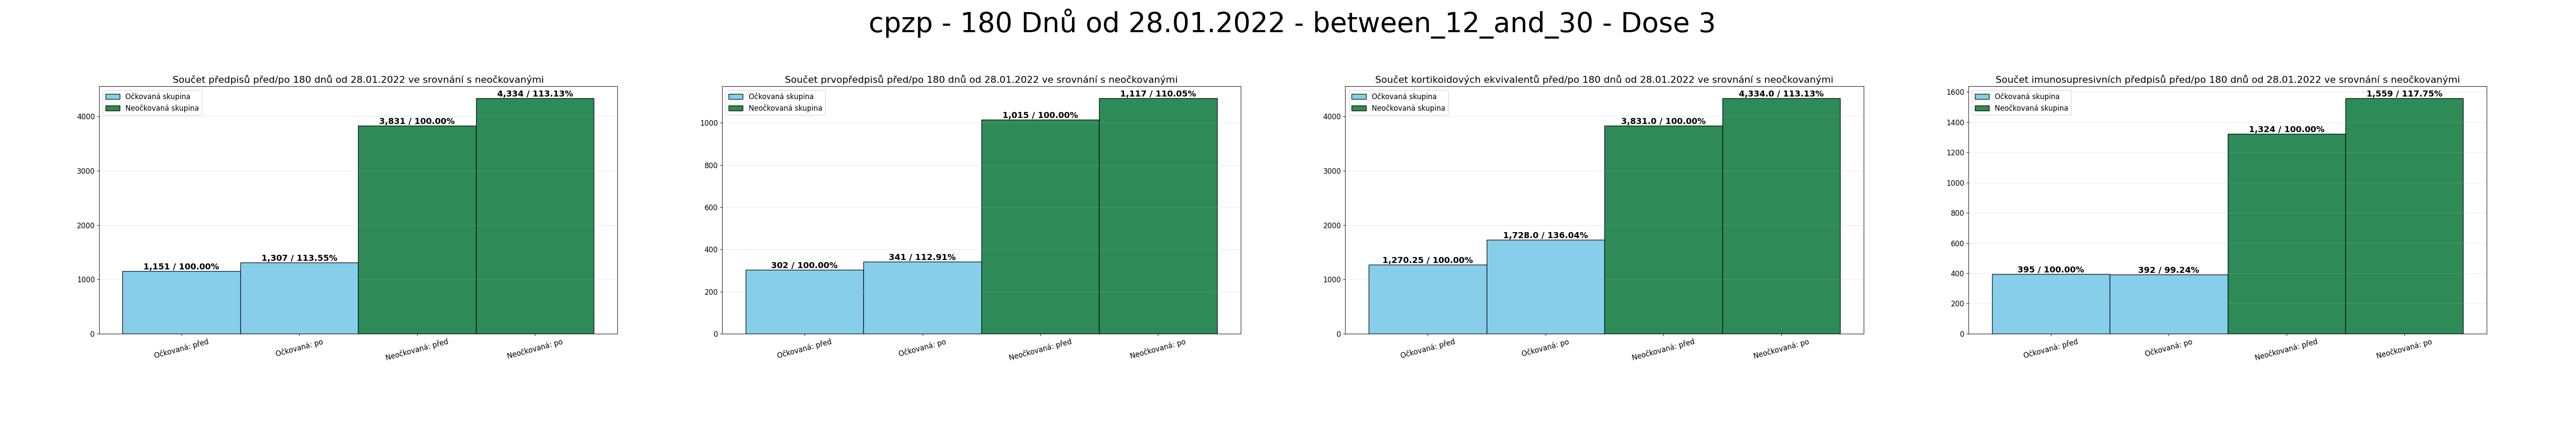 cpzp - 180 Dnů od 28.01.2022 - between_12_and_30 - Dose 3
Součet předpisů před/po 180 dnů od 28.01.2022 ve srovnání s neočkovanými
Očkovaná skupina
Neočkovaná skupina
4,334 / 113.13%
3,831 / 100.00%
1,307 / 113.55%
1,151 / 100.00%
4000
3000
2000
1000
0
Očkovaná: před
Očkovaná: po
Neočkovaná: před
Neočkovaná: po
Součet prvopředpisů před/po 180 dnů od 28.01.2022 ve srovnání s neočkovanými
Očkovaná skupina
Neočkovaná skupina
1,117 / 110.05%
1,015 / 100.00%
341 / 112.91%
302 / 100.00%
1000
800
600
400
200
0
Očkovaná: před
Očkovaná: po
Neočkovaná: před
Neočkovaná: po
Součet kortikoidových ekvivalentů před/po 180 dnů od 28.01.2022 ve srovnání s neočkovanými
Očkovaná skupina
Neočkovaná skupina
4,334.0 / 113.13%
3,831.0 / 100.00%
1,728.0 / 136.04%
1,270.25 / 100.00%
4000
3000
2000
1000
0
Očkovaná: před
Očkovaná: po
Neočkovaná: před
Neočkovaná: po
Součet imunosupresivních předpisů před/po 180 dnů od 28.01.2022 ve srovnání s neočkovanými
Očkovaná skupina
Neočkovaná skupina
1,559 / 117.75%
1,324 / 100.00%
395 / 100.00%
392 / 99.24%
1600
1400
1200
1000
800
600
400
200
0
Očkovaná: před
Očkovaná: po
Neočkovaná: před
Neočkovaná: po